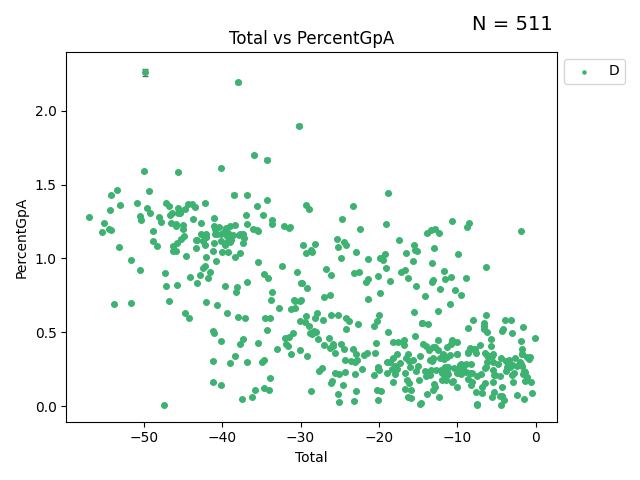 N = 511
Total vs PercentGpA
D
PercentGpA
2.0
1.5
1.0
0.5
0.0
−50 −40 −30 −20 −10 0
Total